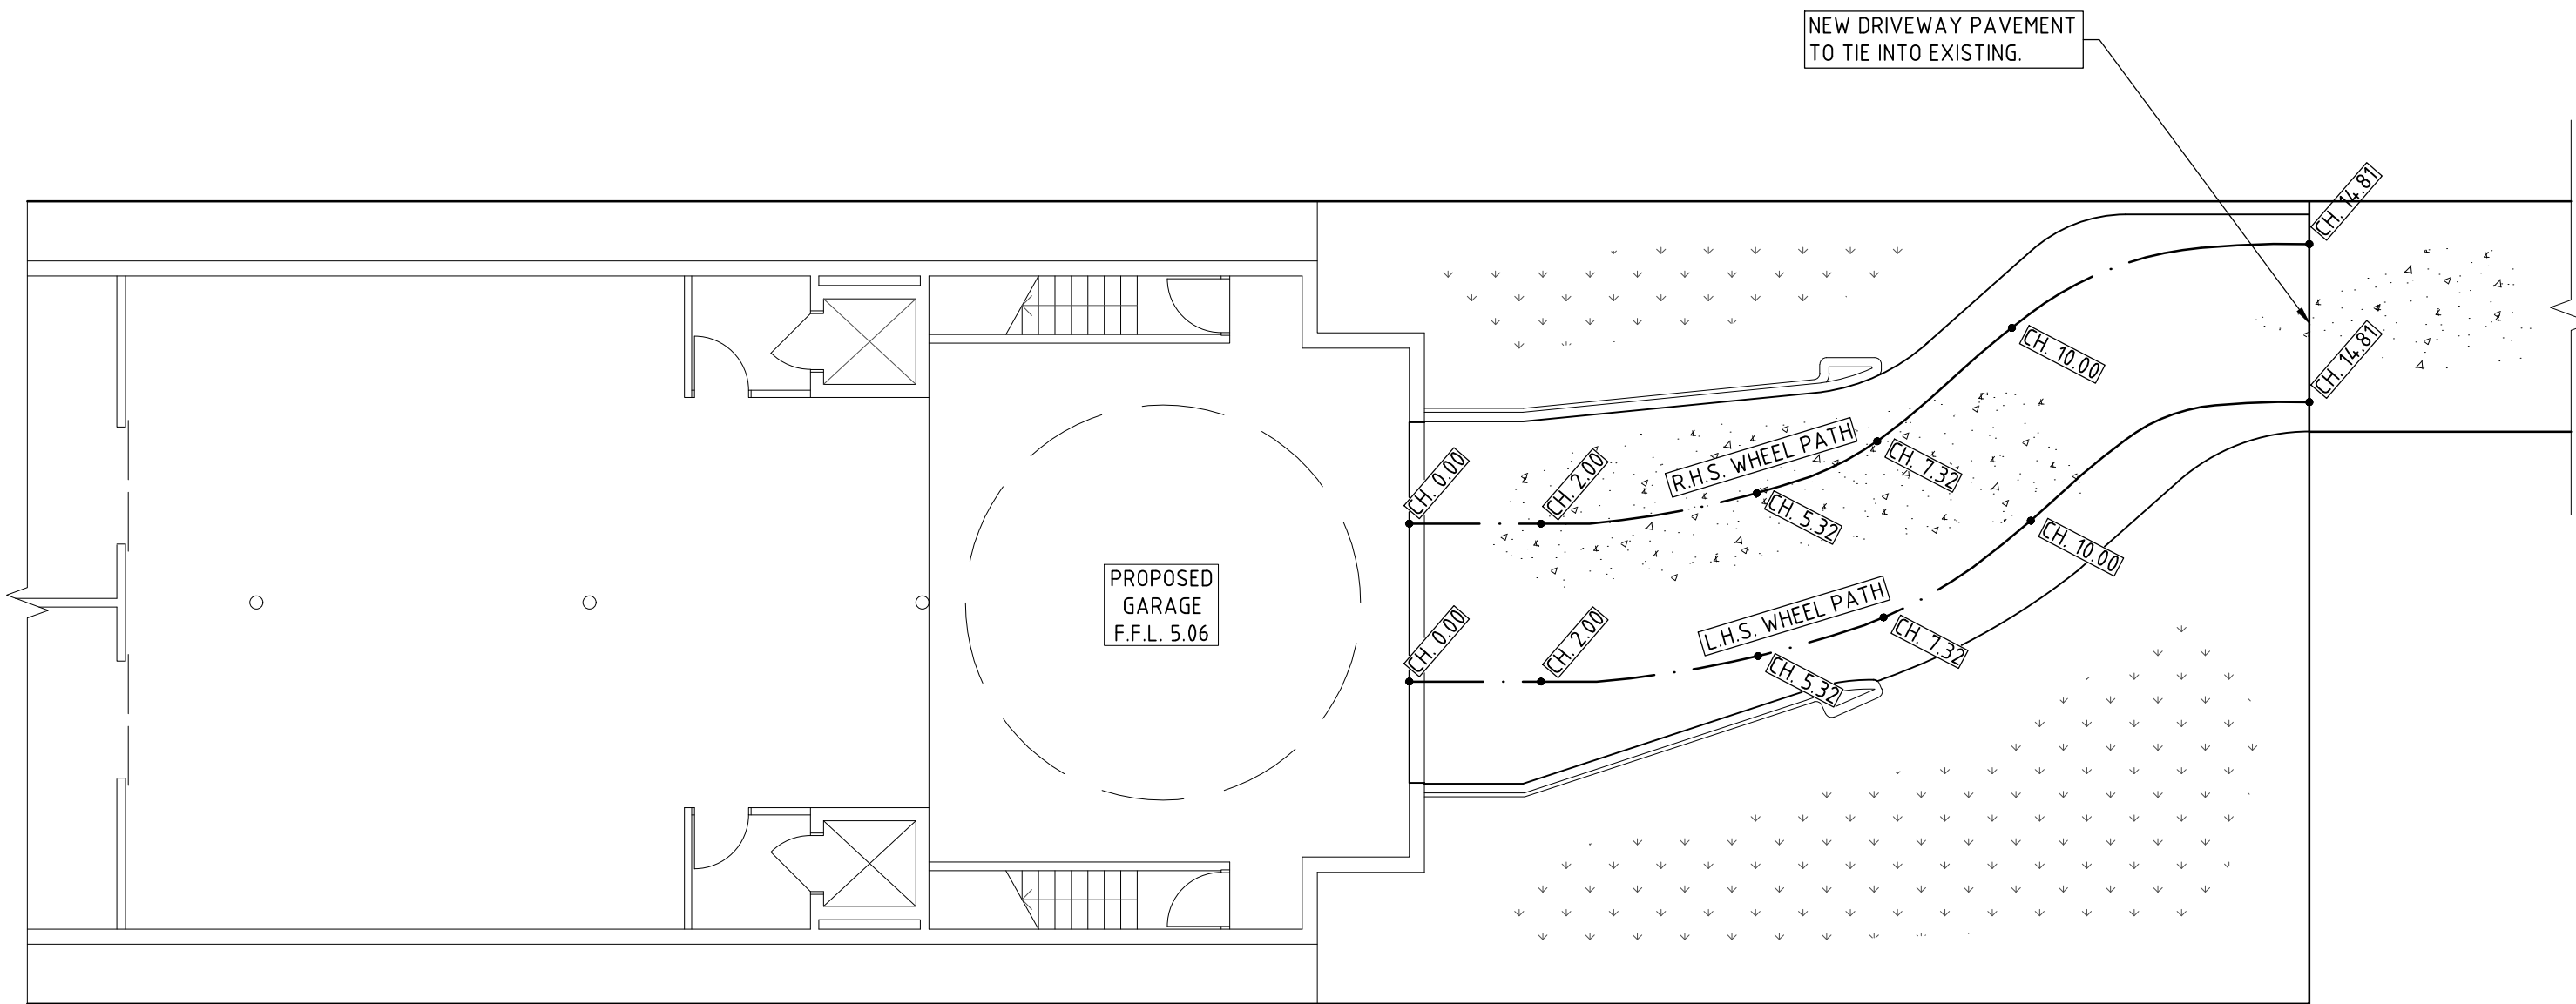 NEW DRIVEWAY PAVEMENT
TO TIE INTO EXISTING.
CH. 14.81
CH. 10.00
CH. 14.81
R.H.S. WHEEL PATH
CH. 7.32
CH. 0.00
CH. 2.00
CH. 5.32
CH. 10.00
PROPOSED
GARAGE
F.F.L. 5.06
L.H.S. WHEEL PATH
CH. 7.32
CH. 0.00
CH. 2.00
CH. 5.32